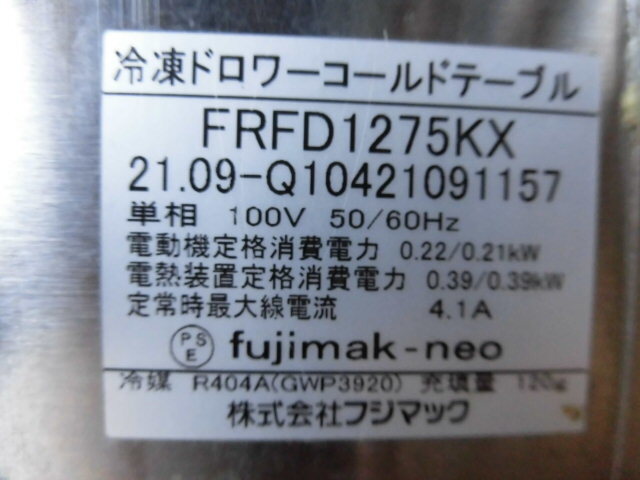 冷凍ドロワーコールドテーブル
FRFD1275KX
21.09-Q10421091157
単相 100V 50/60Hz
電動機定格消費電力 0.22/0.21kW
電熱装置定格消費電力 0.39/0.39kW
定常時最大線電流 4.1A
PSE fujimak-neo
冷媒 R404A(GWP3920) 充填量 120g
株式会社フジマック